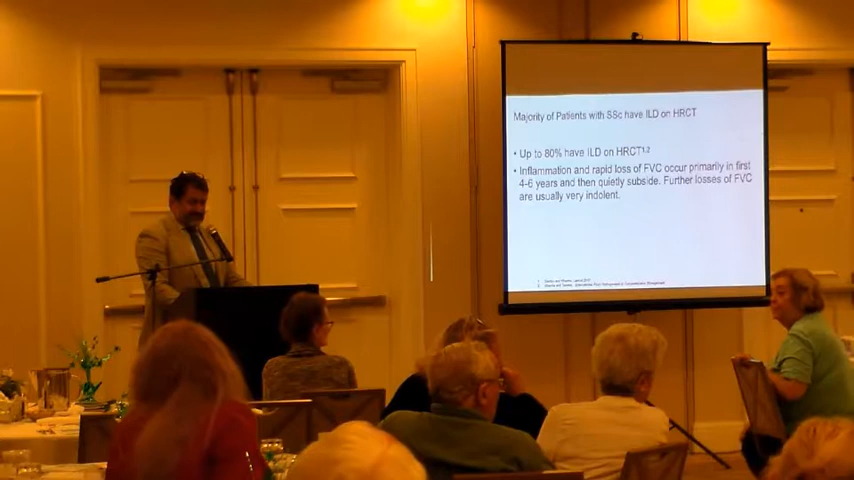 Majority of Patients with SSc have ILD on HRCT
• Up to 80% have ILD on HRCT1,2
• Inflammation and rapid loss of FVC occur primarily in first
4-6 years and then quietly subside. Further losses of FVC
are usually very indolent.